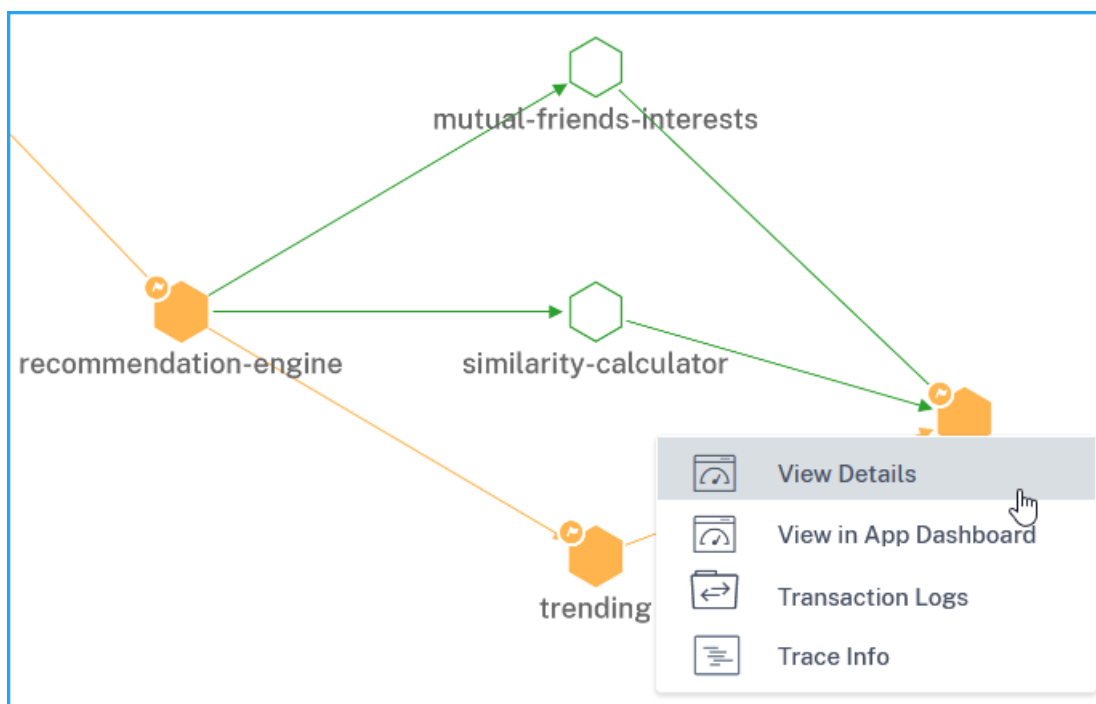 mutual-friends-interests
recommendation-engine
similarity-calculator
trending
View Details
View in App Dashboard
Transaction Logs
Trace Info